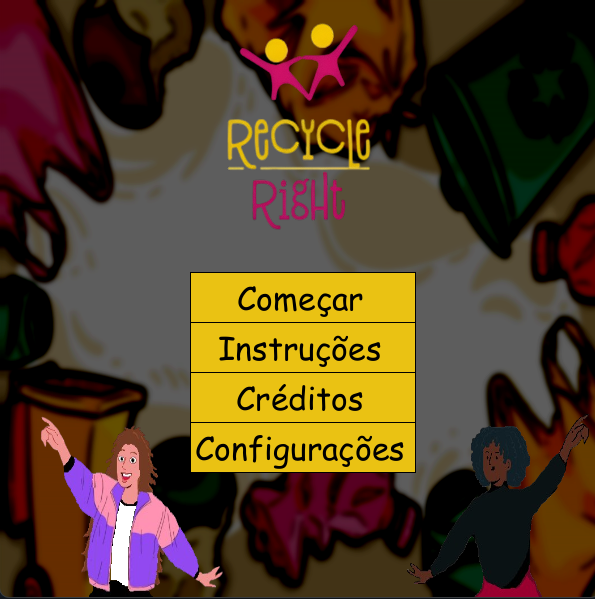 Recycle
Right
Começar
Instruções
Créditos
Configurações